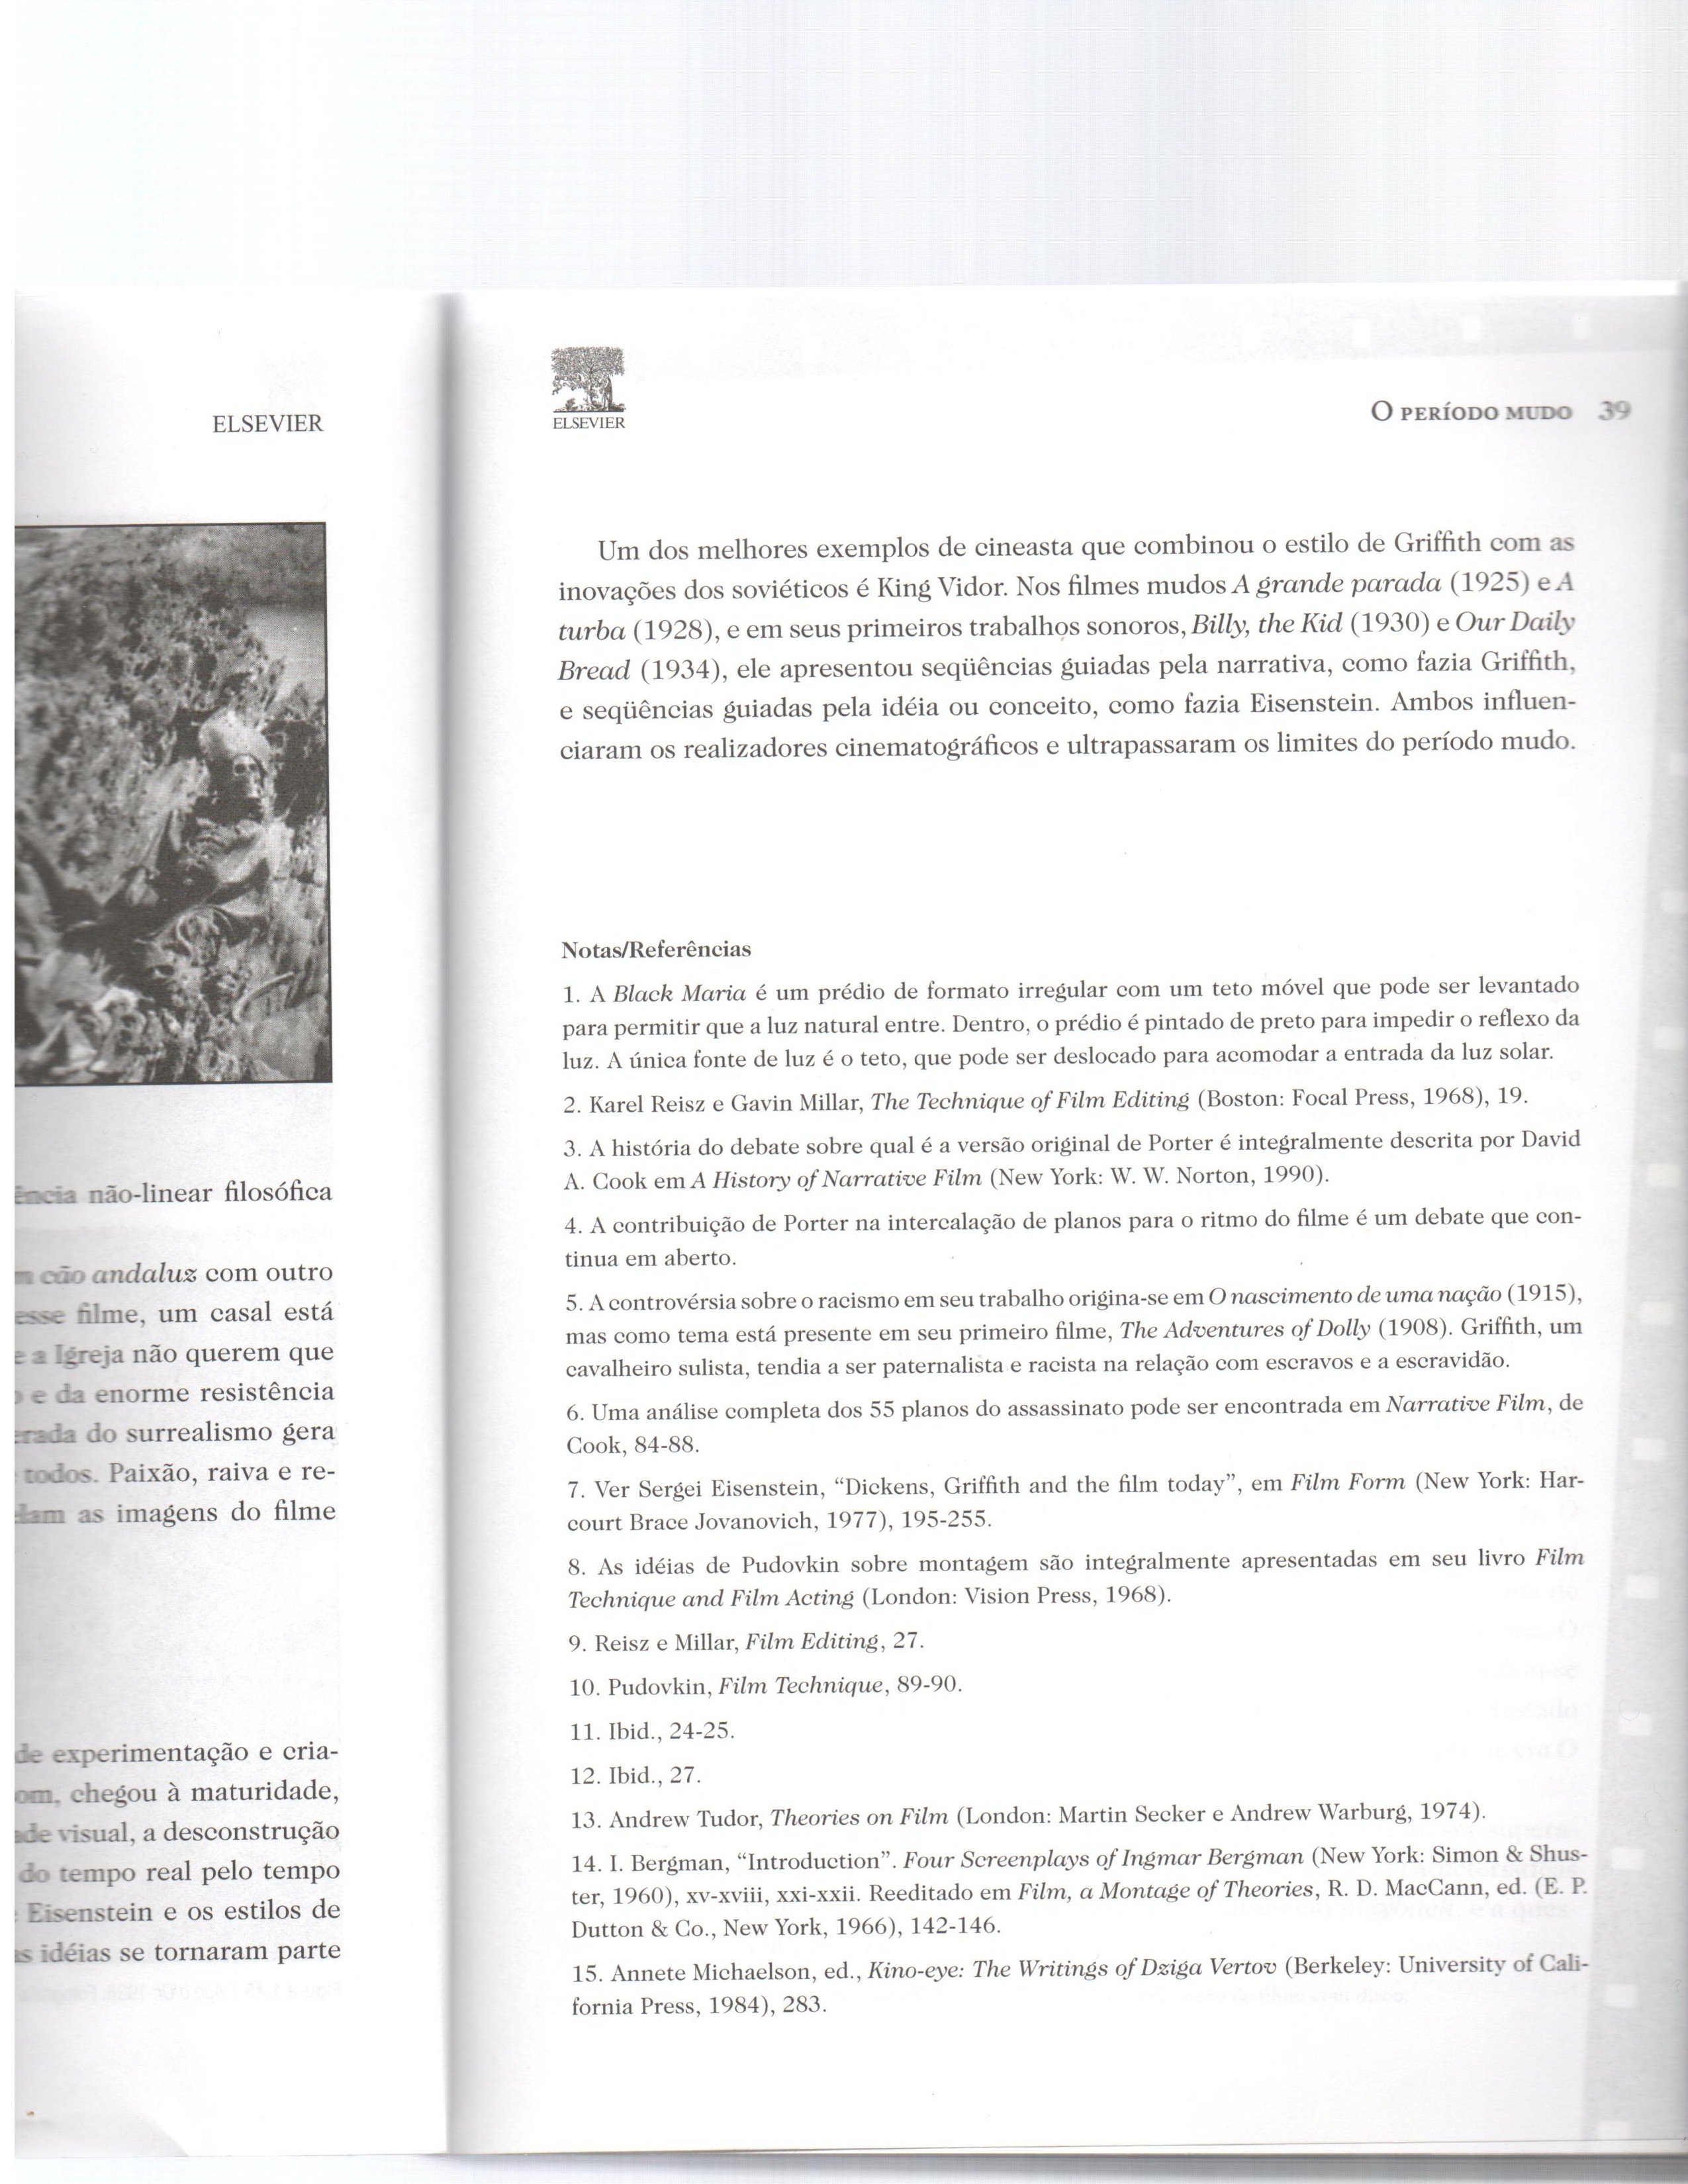 ELSEVIER
não-linear filosófica
cão andaluz com outro
esse filme, um casal está
e a Igreja não querem que
e da enorme resistência
do surrealismo gera
todos. Paixão, raiva e re-
as imagens do filme
de experimentação e cria-
chegou à maturidade,
visual, a desconstrução
do tempo real pelo tempo
Eisenstein e os estilos de
idéias se tornaram parte
ELSEVIER
O PERÍODO MUDO 39
Um dos melhores exemplos de cineasta que combinou o estilo de Griffith com as
inovações dos soviéticos é King Vidor. Nos filmes mudos A grande parada (1925) e A
turba (1928), e em seus primeiros trabalhos sonoros, Billy, the Kid (1930) e Our Daily
Bread (1934), ele apresentou seqüências guiadas pela narrativa, como fazia Griffith,
e seqüências guiadas pela idéia ou conceito, como fazia Eisenstein. Ambos influen-
ciaram os realizadores cinematográficos e ultrapassaram os limites do período mudo.
Notas/Referências
1. A Black Maria é um prédio de formato irregular com um teto móvel que pode ser levantado
para permitir que a luz natural entre. Dentro, o prédio é pintado de preto para impedir o reflexo da
luz. A única fonte de luz é o teto, que pode ser deslocado para acomodar a entrada da luz solar.
2. Karel Reisz e Gavin Millar, The Technique of Film Editing (Boston: Focal Press, 1968), 19.
3. A história do debate sobre qual é a versão original de Porter é integralmente descrita por David
A. Cook em A History of Narrative Film (New York: W. W. Norton, 1990).
4. A contribuição de Porter na intercalação de planos para o ritmo do filme é um debate que con-
tinua em aberto.
5. A controvérsia sobre o racismo em seu trabalho origina-se em O nascimento de uma nação (1915),
mas como tema está presente em seu primeiro filme, The Adventures of Dolly (1908). Griffith, um
cavalheiro sulista, tendia a ser paternalista e racista na relação com escravos e a escravidão.
6. Uma análise completa dos 55 planos do assassinato pode ser encontrada em Narrative Film, de
Cook, 84-88.
7. Ver Sergei Eisenstein, “Dickens, Griffith and the film today”, em Film Form (New York: Har-
court Brace Jovanovich, 1977), 195-255.
8. As idéias de Pudovkin sobre montagem são integralmente apresentadas em seu livro Film
Technique and Film Acting (London: Vision Press, 1968).
9. Reisz e Millar, Film Editing, 27.
10. Pudovkin, Film Technique, 89-90.
11. Ibid., 24-25.
12. Ibid., 27.
13. Andrew Tudor, Theories on Film (London: Martin Secker e Andrew Warburg, 1974).
14. I. Bergman, “Introduction”. Four Screenplays of Ingmar Bergman (New York: Simon & Shus-
ter, 1960), xv-xviii, xxi-xxii. Reeditado em Film, a Montage of Theories, R. D. MacCann, ed. (E. P.
Dutton & Co., New York, 1966), 142-146.
15. Annete Michaelson, ed., Kino-eye: The Writings of Dziga Vertov (Berkeley: University of Cali-
fornia Press, 1984), 283.